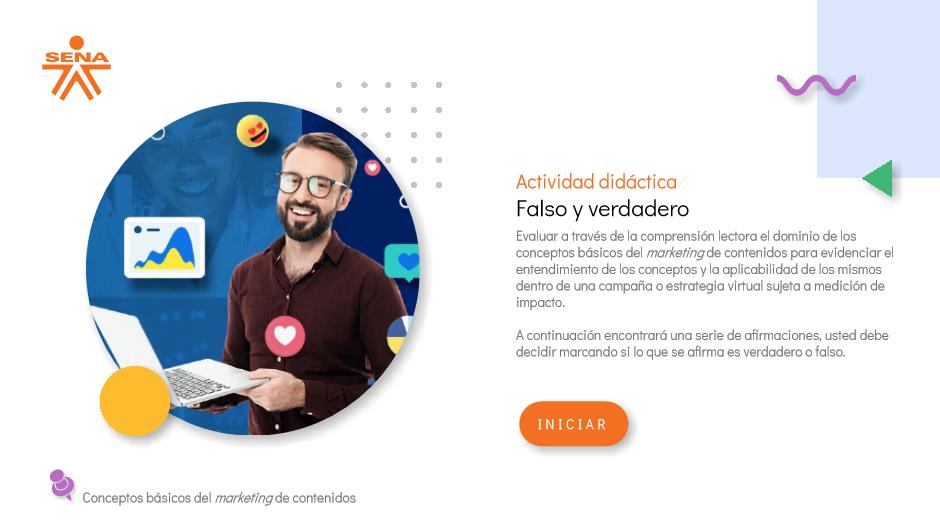 SENA
Actividad didáctica
Falso y verdadero
Evaluar a través de la comprensión lectora el dominio de los
conceptos básicos del marketing de contenidos para evidenciar el
entendimiento de los conceptos y la aplicabilidad de los mismos
dentro de una campaña o estrategia virtual sujeta a medición de
impacto.
A continuación encontrará una serie de afirmaciones, usted debe
decidir marcando si lo que se afirma es verdadero o falso.
INICIAR
Conceptos básicos del marketing de contenidos